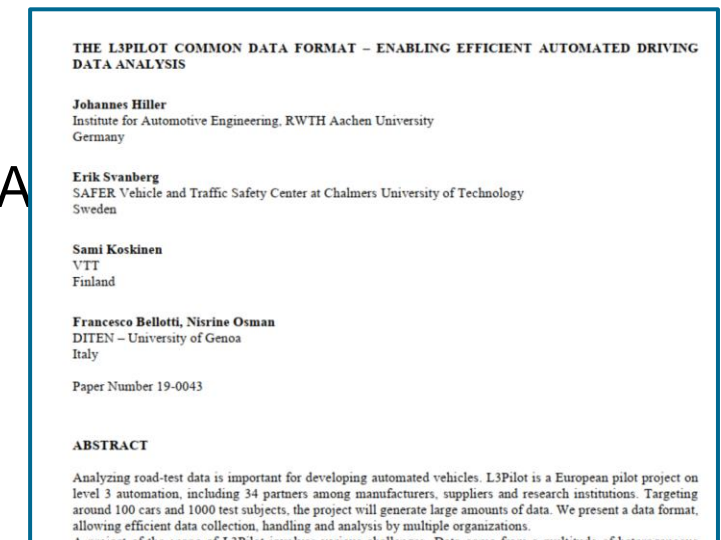 THE L3PILOT COMMON DATA FORMAT – ENABLING EFFICIENT AUTOMATED DRIVING
DATA ANALYSIS
Johannes Hiller
Institute for Automotive Engineering, RWTH Aachen University
Germany
A
Erik Svanberg
SAFER Vehicle and Traffic Safety Center at Chalmers University of Technology
Sweden
Sami Koskinen
VTT
Finland
Francesco Bellotti, Nisrine Osman
DITEN – University of Genoa
Italy
Paper Number 19-0043
ABSTRACT
Analyzing road-test data is important for developing automated vehicles. L3Pilot is a European pilot project on
level 3 automation, including 34 partners among manufacturers, suppliers and research institutions. Targeting
around 100 cars and 1000 test subjects, the project will generate large amounts of data. We present a data format,
allowing efficient data collection, handling and analysis by multiple organizations.